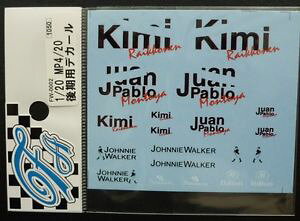 FW-0002
1050
1/20 MP4/20
後期用デカール
Kimi
Raikkonen
Kimi
Raikkonen
Juan
Pablo
Montoya
Juan
Pablo
Montoya
Kimi
Kimi
Kimi
Juan
Pablo
Juan
Pablo
Juan
Pablo
JOHNNIE WALKER
JOHNNIE WALKER
JOHNNIE WALKER
JOHNNIE WALKER